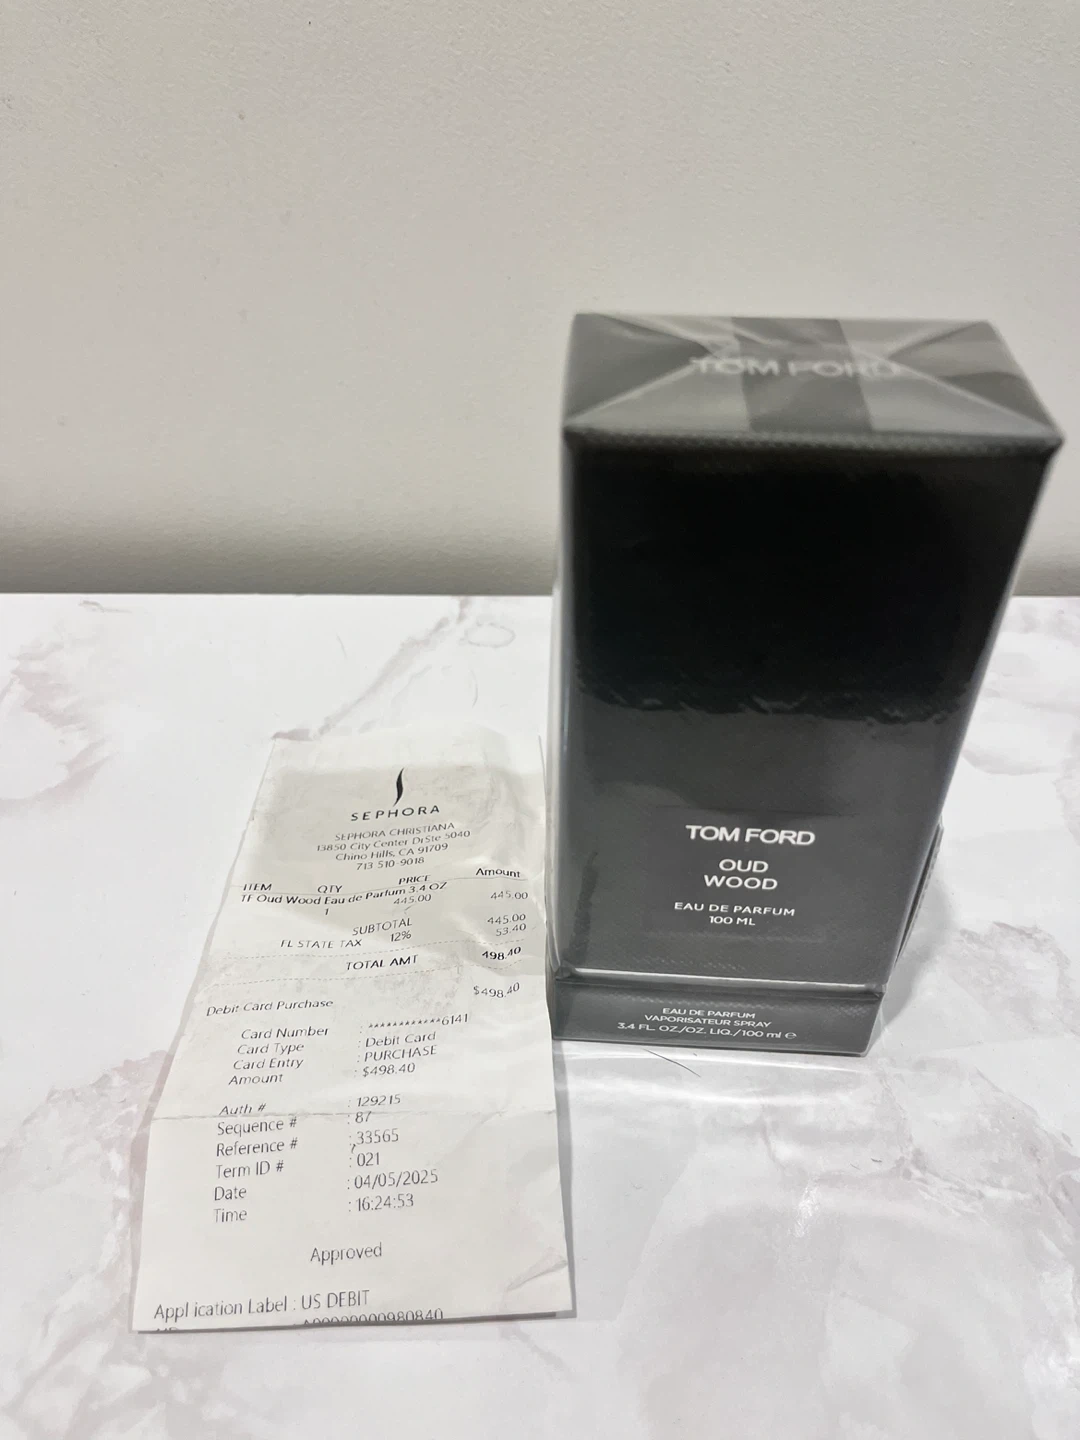 SEPHORA
SEPHORA CHRISTIANA
13850 City Center DrSte 5040
Chino Hills, CA 91709
713 510-9018
ITEM QTY PRICE Amount
TF Oud Wood Eau de Parfum 3.4 OZ
1 445.00 445.00
SUBTOTAL 445.00
FL STATE TAX 12% 53.40
TOTAL AMT 498.40
Debit Card Purchase $498.40
Card Number : ************6141
Card Type : Debit Card
Card Entry : PURCHASE
Amount : $498.40
Auth # : 129215
Sequence # : 87
Reference # : 33565
Term ID # : 021
Date : 04/05/2025
Time : 16:24:53
Approved
Application Label : US DEBIT
TOM FORD
TOM FORD
OUD
WOOD
EAU DE PARFUM
100 ML
EAU DE PARFUM
VAPORISATEUR SPRAY
3.4 FL. OZ./OZ. LIQ./100 ml ℮